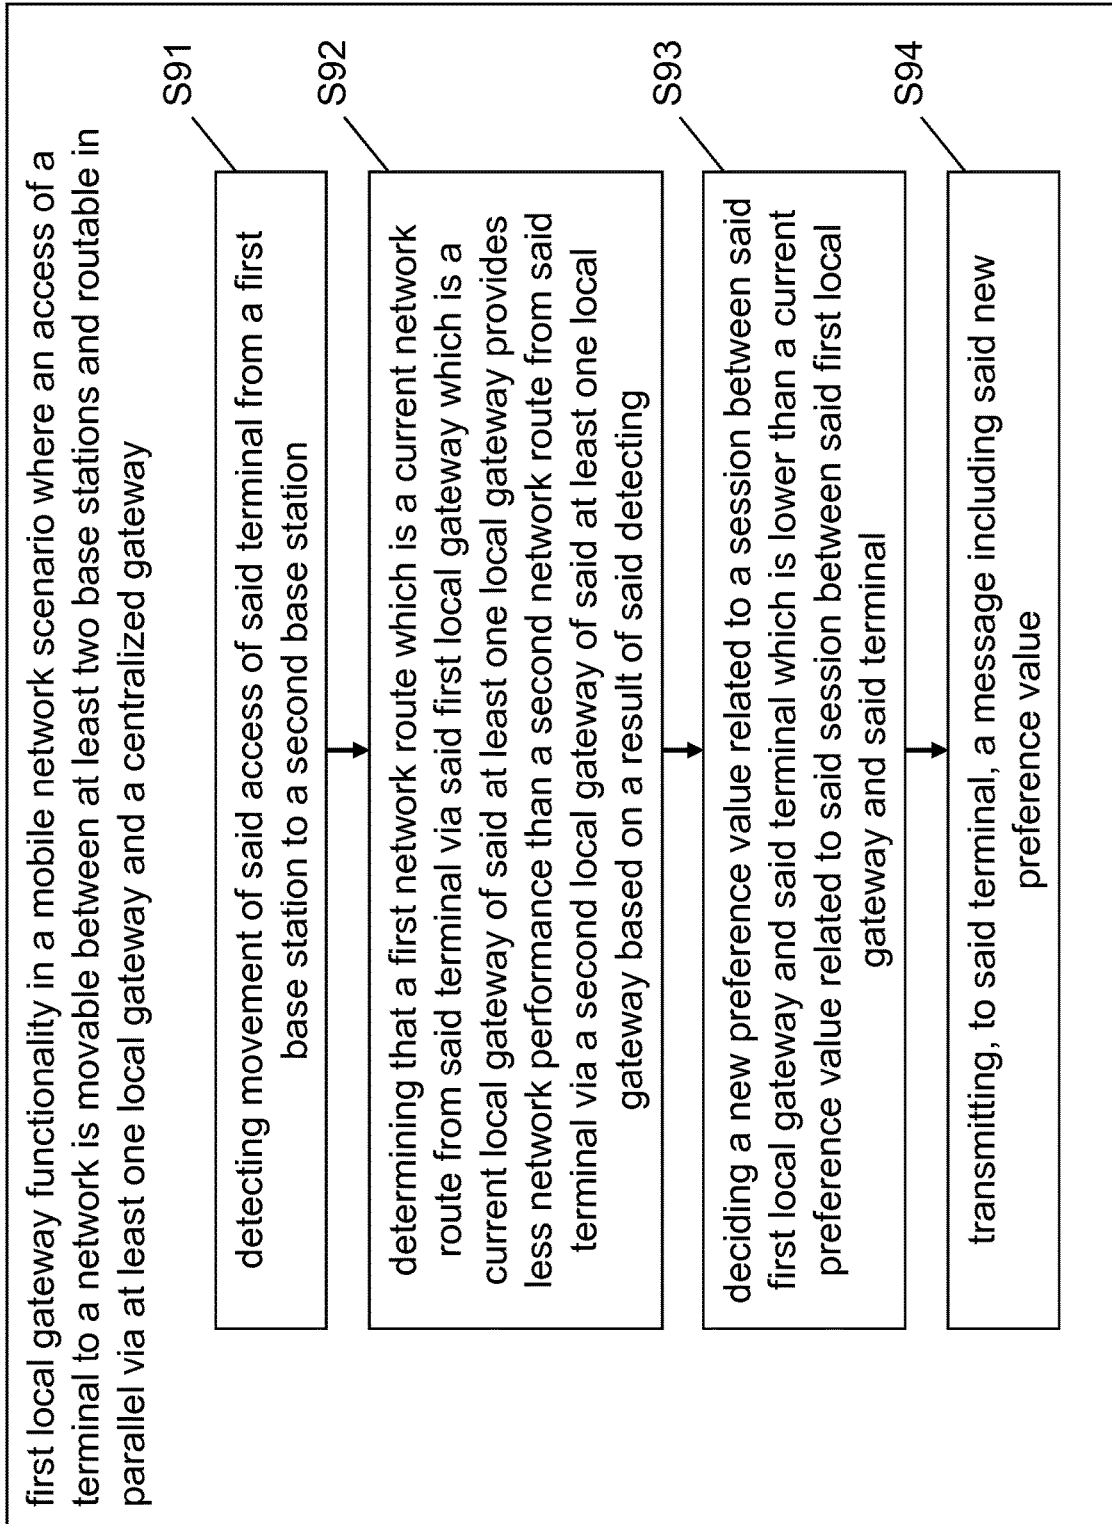 first local gateway functionality in a mobile network scenario where an access of a
terminal to a network is movable between at least two base stations and routable in
parallel via at least one local gateway and a centralized gateway
S91
detecting movement of said access of said terminal from a first
base station to a second base station
S92
determining that a first network route which is a current network
route from said terminal via said first local gateway which is a
current local gateway of said at least one local gateway provides
less network performance than a second network route from said
terminal via a second local gateway of said at least one local
gateway based on a result of said detecting
S93
deciding a new preference value related to a session between said
first local gateway and said terminal which is lower than a current
preference value related to said session between said first local
gateway and said terminal
S94
transmitting, to said terminal, a message including said new
preference value